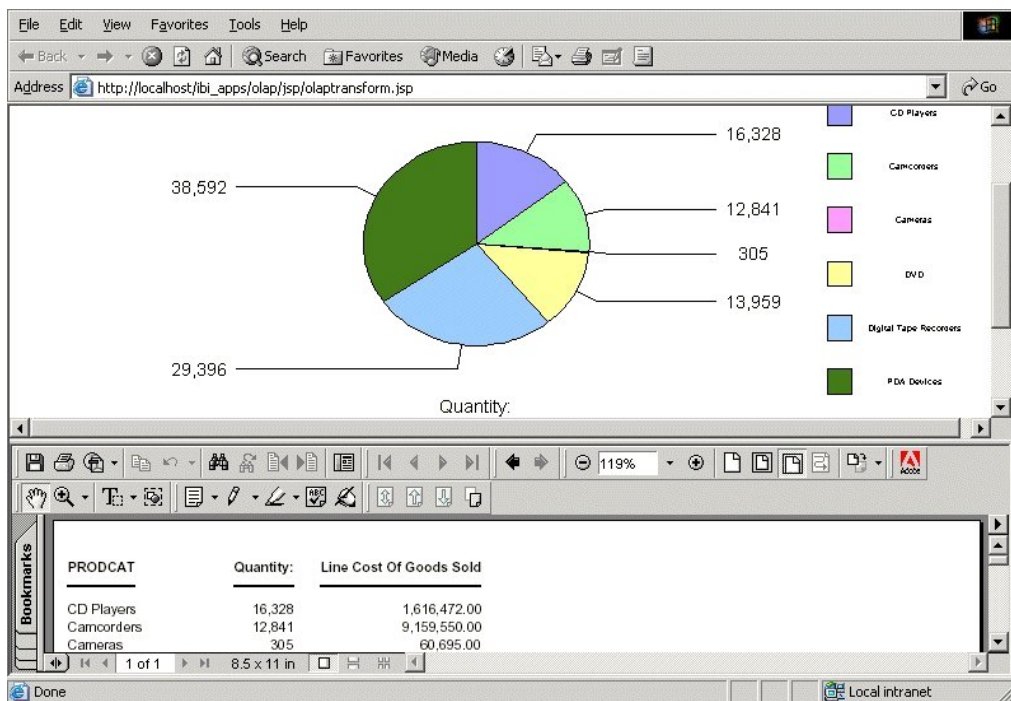 File Edit View Favorites Tools Help
Back Search Favorites Media
Address http://localhost/ibi_apps/olap/jsp/olaptransform.jsp Go
16,328
38,592
12,841
305
13,959
29,396
Quantity:
CD Players
Camcorders
Cameras
DVD
Digital Tape Recorders
PDA Devices
119%
Adobe
ABC
Bookmarks
PRODCAT Quantity: Line Cost Of Goods Sold
CD Players 16,328 1,616,472.00
Camcorders 12,841 9,159,550.00
Cameras 305 60,695.00
1 of 1 8.5 x 11 in
Done Local intranet